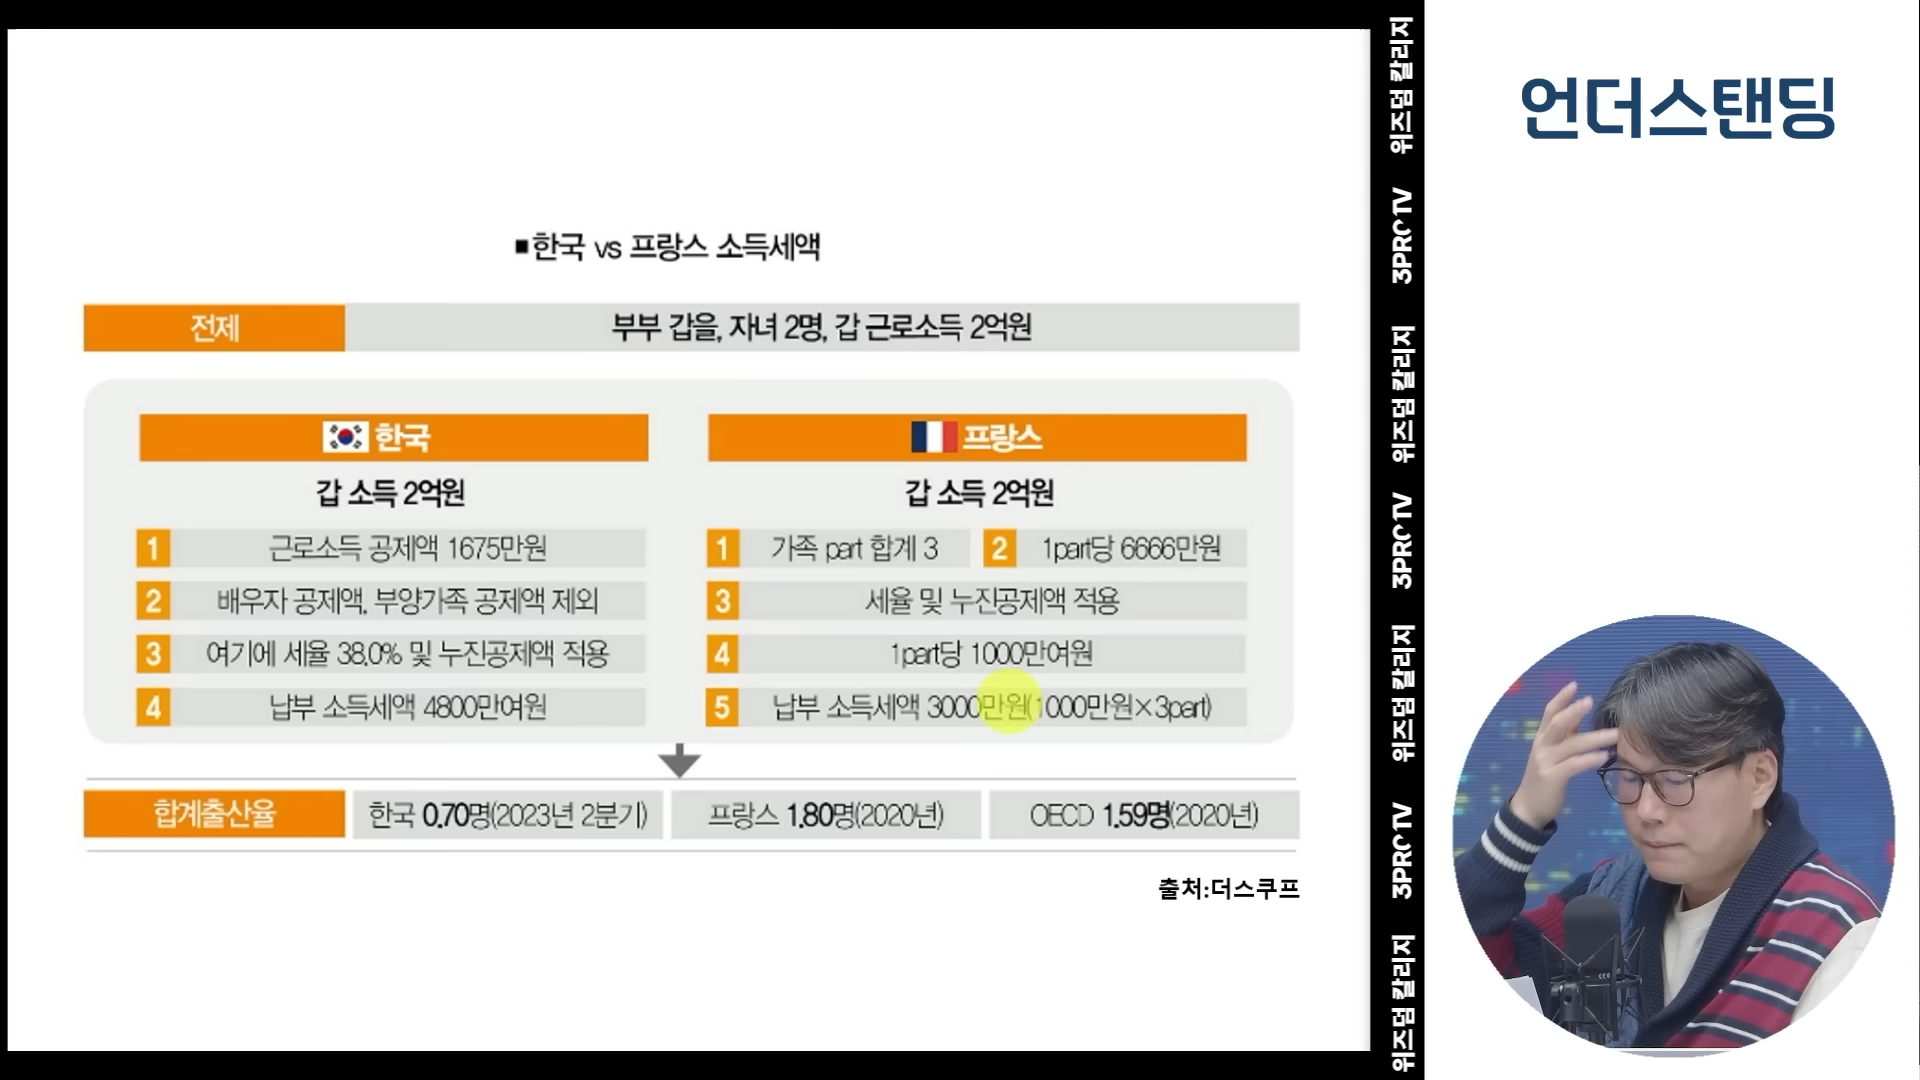 언더스탠딩
■한국 vs 프랑스 소득세액
전제
부부 갑을, 자녀 2명, 갑 근로소득 2억원
한국
갑 소득 2억원
1 근로소득 공제액 1675만원
2 배우자 공제액, 부양가족 공제액 제외
3 여기에 세율 38.0% 및 누진공제액 적용
4 납부 소득세액 4800만여원
프랑스
갑 소득 2억원
1 가족 part 합계 3
2 1part당 6666만원
3 세율 및 누진공제액 적용
4 1part당 1000만여원
5 납부 소득세액 3000만원(1000만원×3part)
합계출산율
한국 0.70명(2023년 2분기)
프랑스 1.80명(2020년)
OECD 1.59명(2020년)
출처:더스쿠프
위즈덤 칼리지
3PROTV
위즈덤 칼리지
3PROTV
위즈덤 칼리지
3PROTV
위즈덤 칼리지